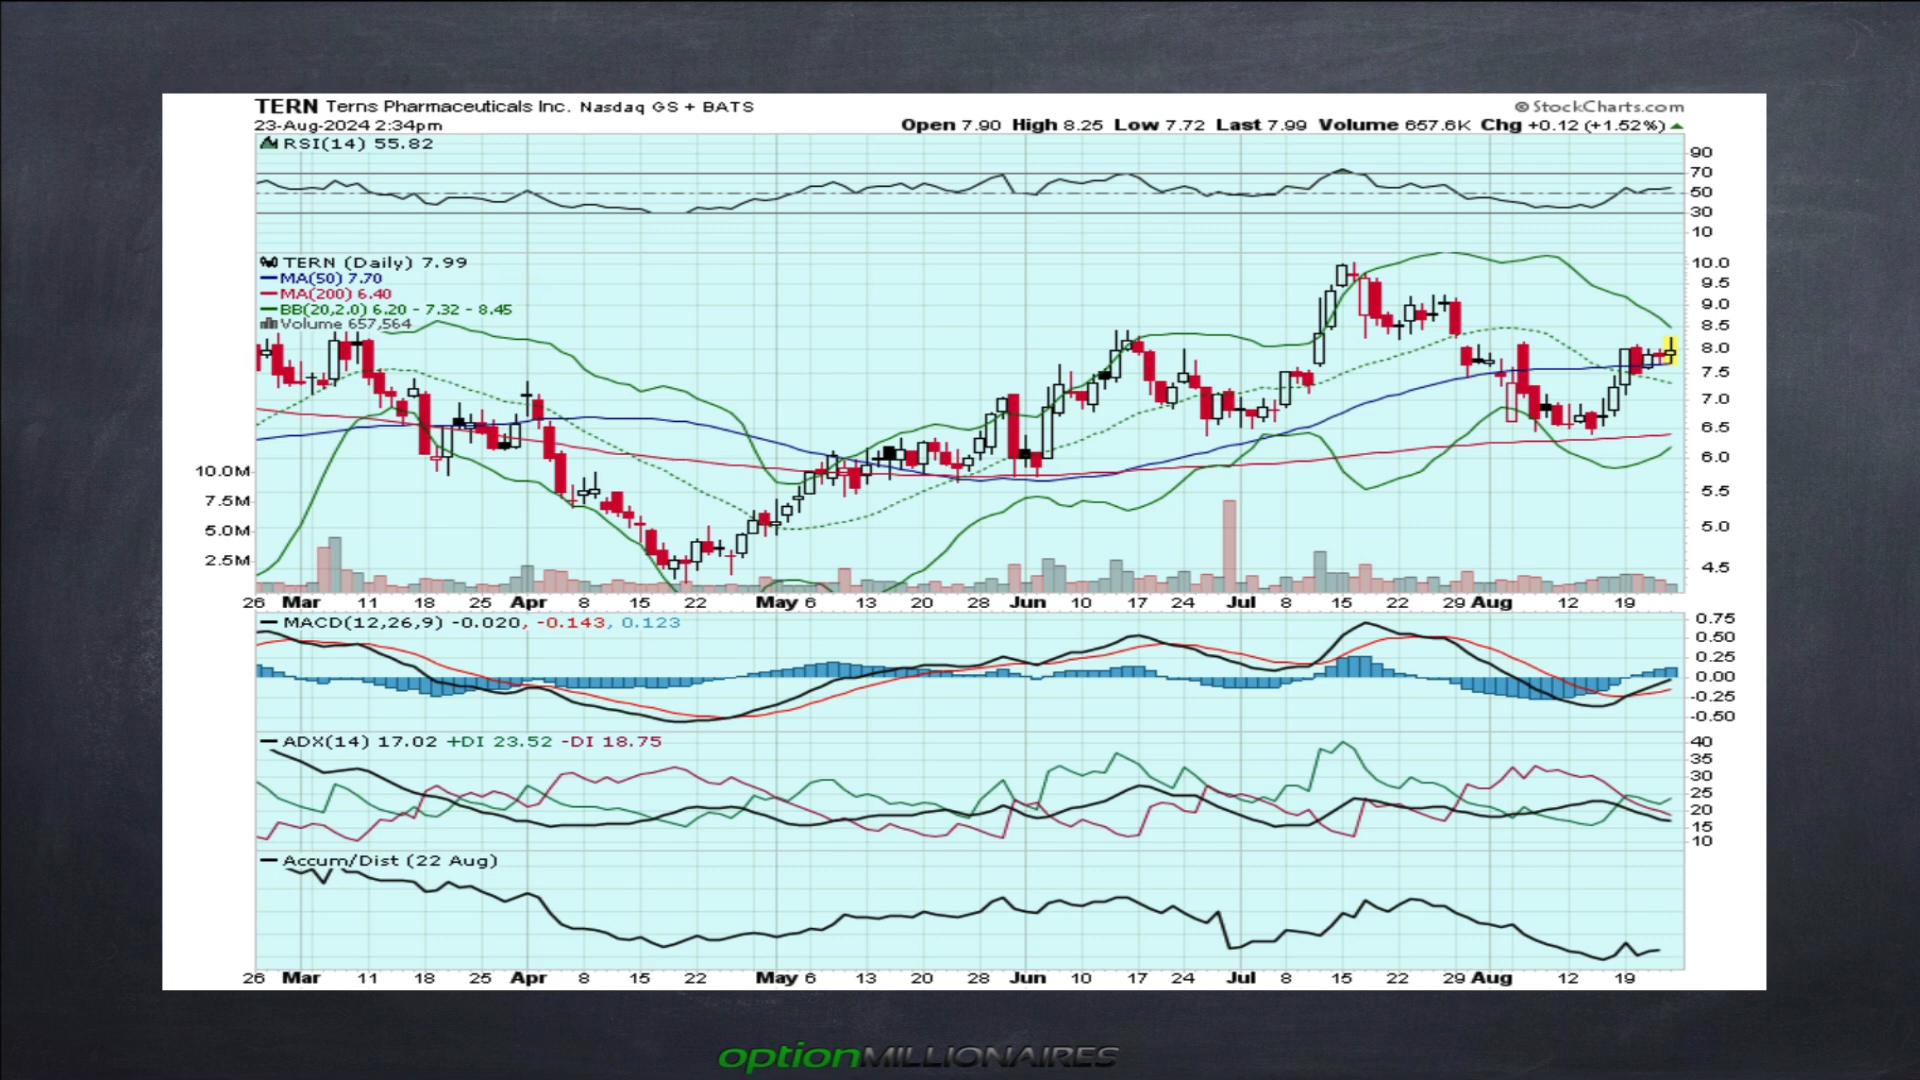 TERN Terns Pharmaceuticals Inc. Nasdaq GS + BATS
© StockCharts.com
23-Aug-2024 2:34pm
Open 7.90 High 8.25 Low 7.72 Last 7.99 Volume 657.6K Chg +0.12 (+1.52%)
RSI(14) 55.82
90
70
50
30
10
TERN (Daily) 7.99
MA(50) 7.70
MA(200) 6.40
BB(20,2.0) 6.20 - 7.32 - 8.45
Volume 657,564
10.0
9.5
9.0
8.5
8.0
7.5
7.0
6.5
6.0
5.5
5.0
4.5
10.0M
7.5M
5.0M
2.5M
26 Mar 11 18 25 Apr 8 15 22 May 6 13 20 28 Jun 10 17 24 Jul 8 15 22 29 Aug 12 19
MACD(12,26,9) -0.020, -0.143, 0.123
0.75
0.50
0.25
0.00
-0.25
-0.50
ADX(14) 17.02 +DI 23.52 -DI 18.75
40
35
30
25
20
15
10
Accum/Dist (22 Aug)
26 Mar 11 18 25 Apr 8 15 22 May 6 13 20 28 Jun 10 17 24 Jul 8 15 22 29 Aug 12 19
optionMILLIONAIRES